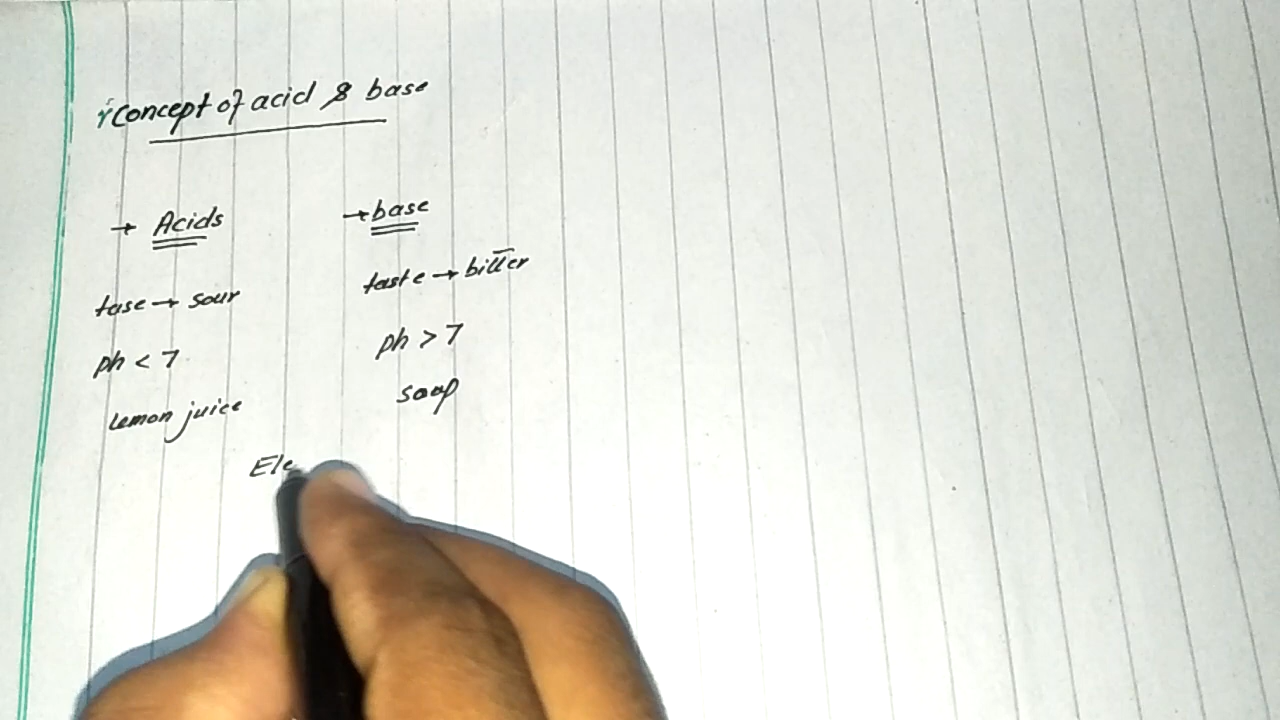 Concept of acid & base
→ Acids
→ base
tase → sour
taste → bitter
ph < 7
ph > 7
Lemon juice
soap
Ele